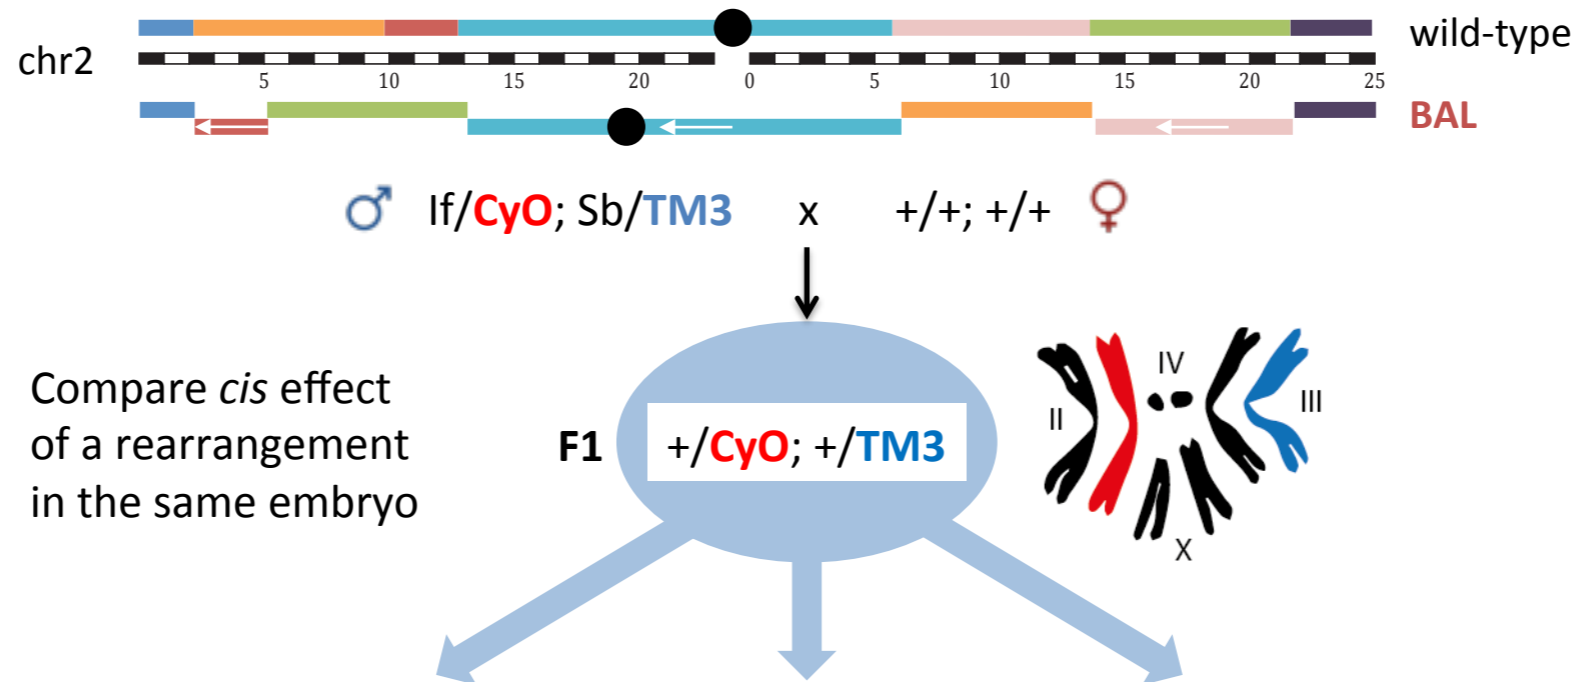 wild-type
chr2
5 10 15 20 0 5 10 15 20 25
BAL
♂ If/CyO; Sb/TM3 x +/+; +/+ ♀
Compare cis effect
of a rearrangement
in the same embryo
F1 +/CyO; +/TM3
IV
II
III
X